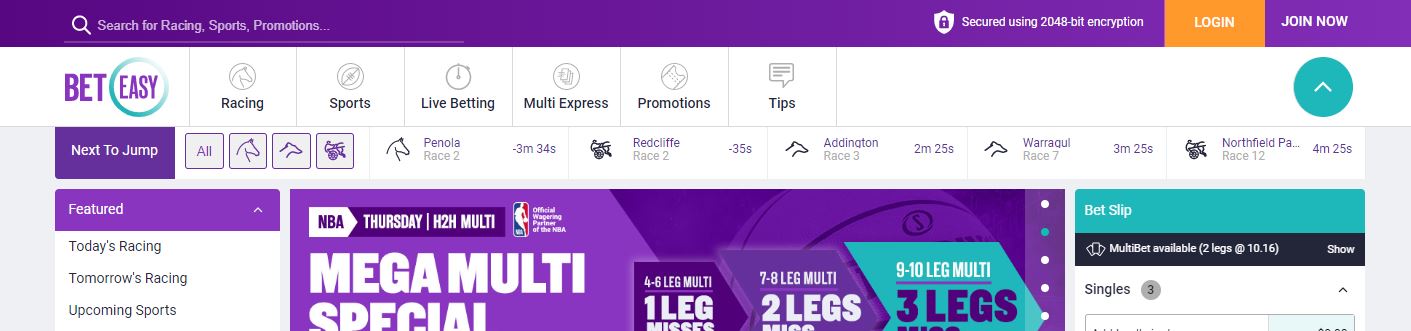 Search for Racing, Sports, Promotions...
Secured using 2048-bit encryption
LOGIN
JOIN NOW
BET EASY
Racing
Sports
Live Betting
Multi Express
Promotions
Tips
Next To Jump
All
Penola
Race 2
-3m 34s
Redcliffe
Race 2
-35s
Addington
Race 3
2m 25s
Warragul
Race 7
3m 25s
Northfield Pa...
Race 12
4m 25s
Featured
Today's Racing
Tomorrow's Racing
Upcoming Sports
NBA THURSDAY | H2H MULTI
Official
Wagering
Partner
of the NBA
MEGA MULTI
SPECIAL
4-6 LEG MULTI
1 LEG
MISSES
7-8 LEG MULTI
2 LEGS
MISS
9-10 LEG MULTI
3 LEGS
MISS
Bet Slip
MultiBet available (2 legs @ 10.16)
Show
Singles 3